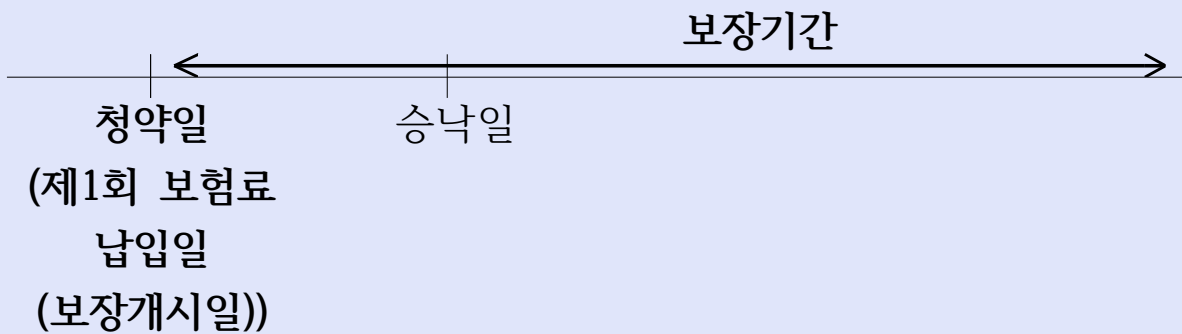 보장기간
청약일
승낙일
(제1회 보험료
납입일
(보장개시일))